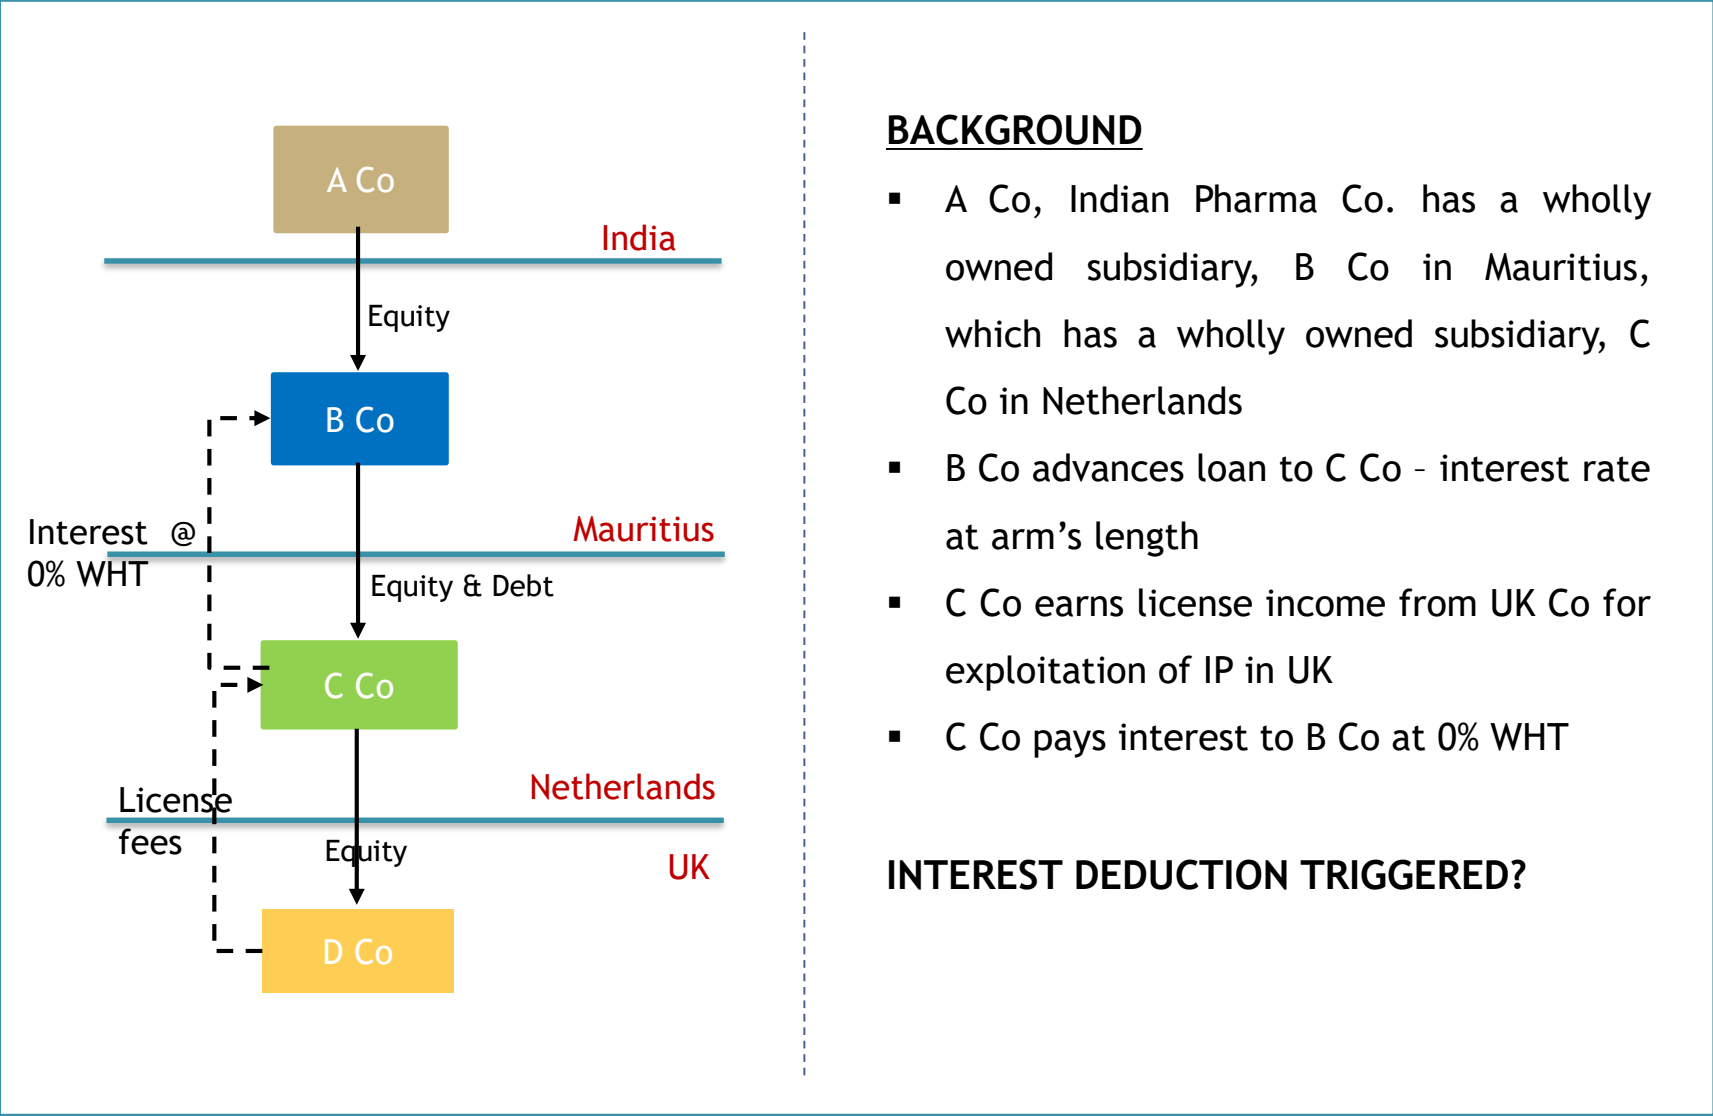 A Co
India
Equity
B Co
Interest @
0% WHT
Mauritius
Equity & Debt
C Co
License
fees
Netherlands
Equity
UK
D Co
BACKGROUND
▪ A Co, Indian Pharma Co. has a wholly
owned subsidiary, B Co in Mauritius,
which has a wholly owned subsidiary, C
Co in Netherlands
▪ B Co advances loan to C Co – interest rate
at arm’s length
▪ C Co earns license income from UK Co for
exploitation of IP in UK
▪ C Co pays interest to B Co at 0% WHT
INTEREST DEDUCTION TRIGGERED?